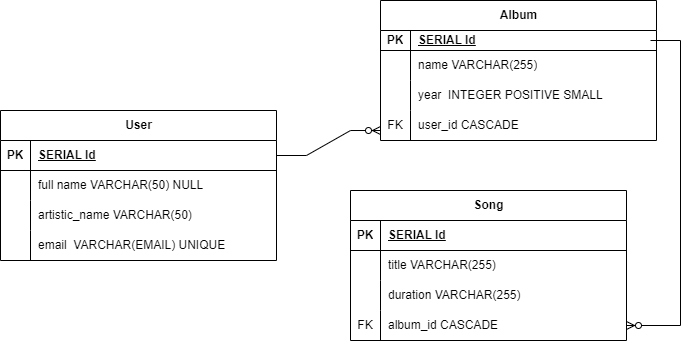 Album
PK SERIAL Id
name VARCHAR(255)
year  INTEGER POSITIVE SMALL
FK user_id CASCADE
User
PK SERIAL Id
full name VARCHAR(50) NULL
artistic_name VARCHAR(50)
email  VARCHAR(EMAIL) UNIQUE
Song
PK SERIAL Id
title VARCHAR(255)
duration VARCHAR(255)
FK album_id CASCADE